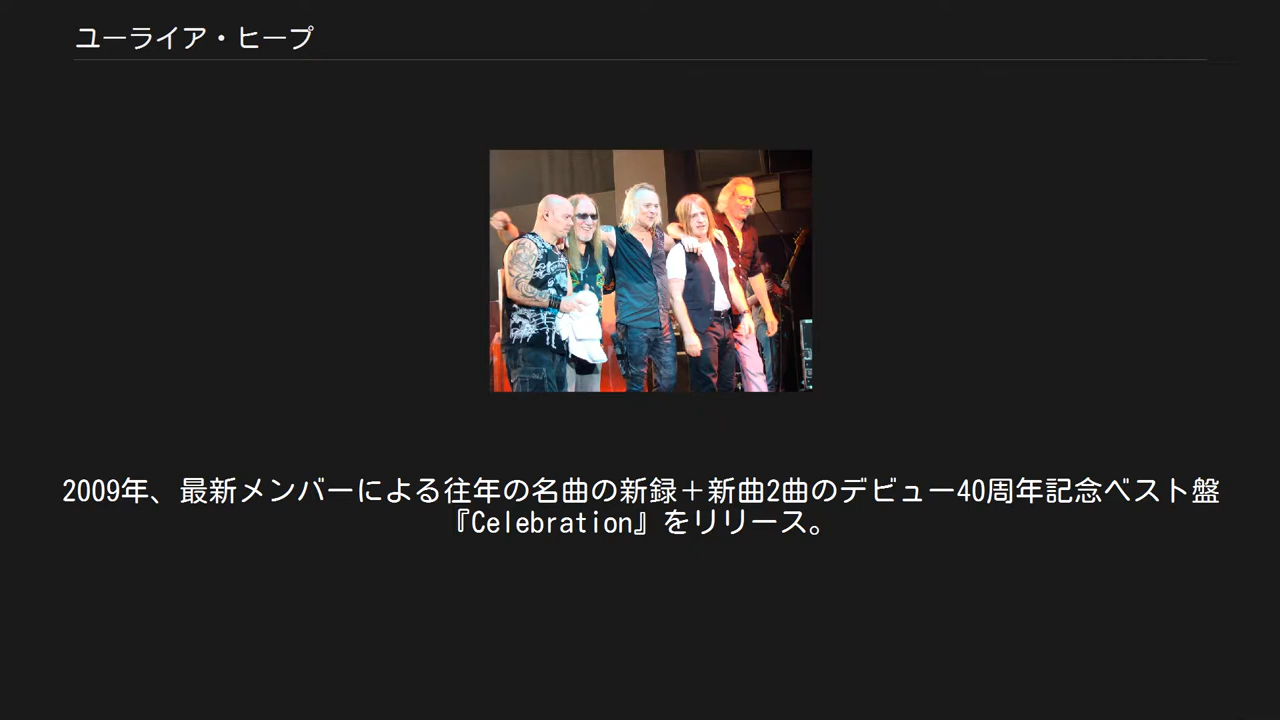 ユーライア・ヒープ
2009年、最新メンバーによる往年の名曲の新録＋新曲2曲のデビュー40周年記念ベスト盤
『Celebration』をリリース。